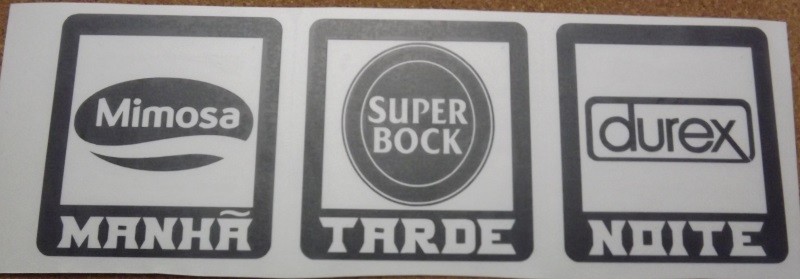 Mimosa
MANHÃ
SUPER
BOCK
TARDE
durex
NOITE